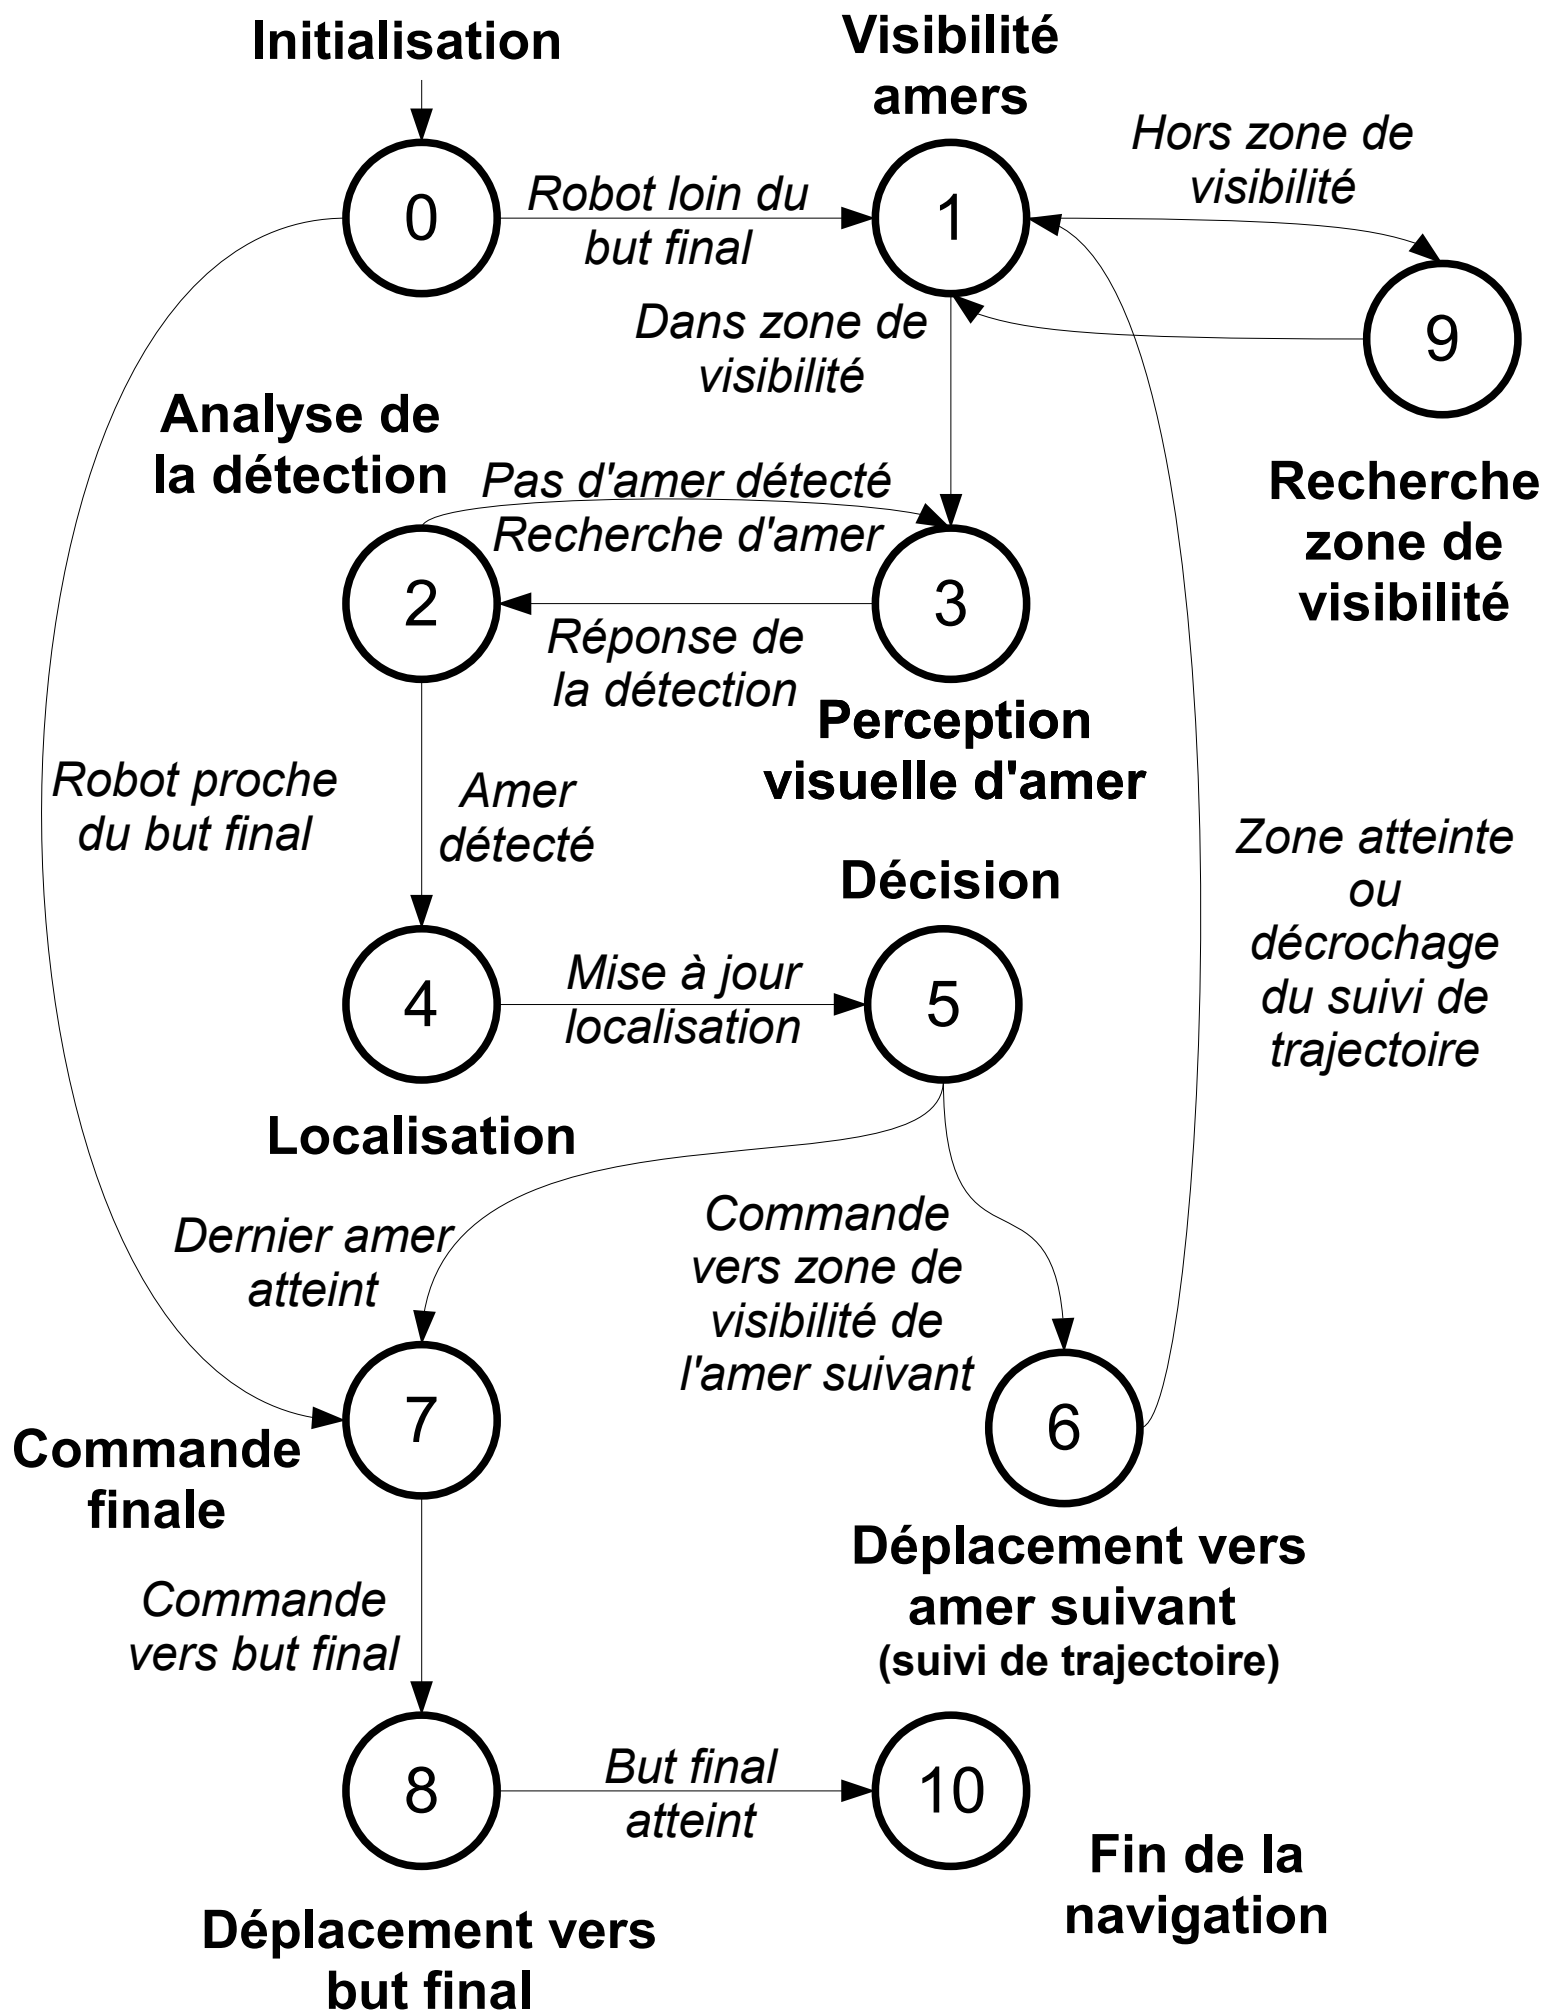 Initialisation
Visibilité
amers
Hors zone de
visibilité
0
Robot loin du
but final
1
Dans zone de
visibilité
9
Recherche
zone de
visibilité
Analyse de
la détection
Pas d'amer détecté
Recherche d'amer
2
3
Réponse de
la détection
Perception
visuelle d'amer
Robot proche
du but final
Amer
détecté
Zone atteinte
ou
décrochage
du suivi de
trajectoire
Décision
4
Mise à jour
localisation
5
Localisation
Dernier amer
atteint
Commande
vers zone de
visibilité de
l'amer suivant
7
6
Commande
finale
Déplacement vers
amer suivant
(suivi de trajectoire)
Commande
vers but final
8
But final
atteint
10
Fin de la
navigation
Déplacement vers
but final